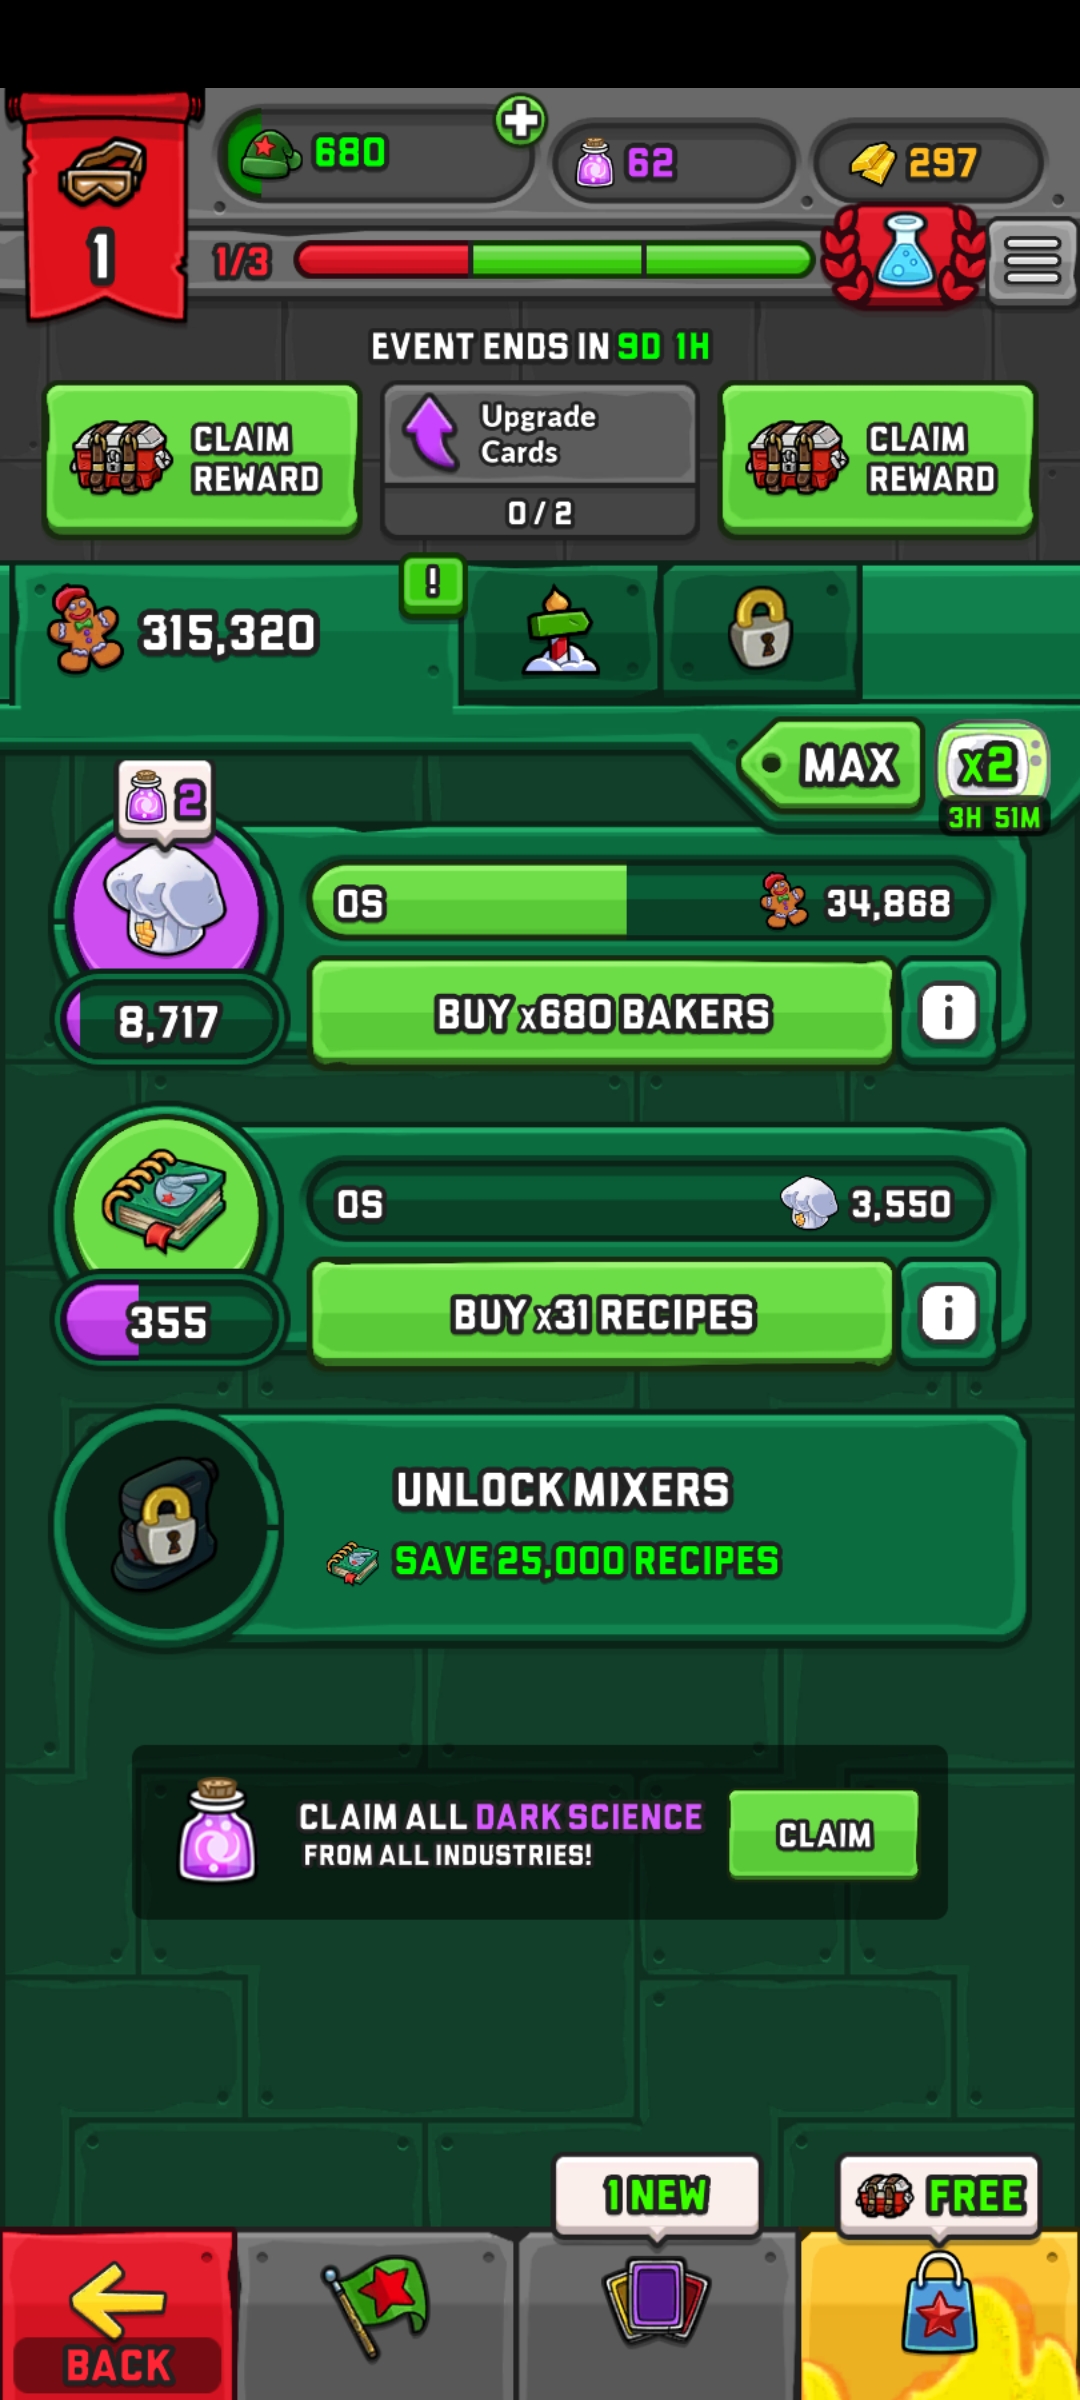 680
62
297
1
1/3
EVENT ENDS IN 9D 1H
CLAIM
REWARD
Upgrade
Cards
0/2
CLAIM
REWARD
!
315,320
MAX
x2
3H 51M
2
0S
34,868
8,717
BUY x680 BAKERS
i
0S
3,550
355
BUY x31 RECIPES
i
UNLOCK MIXERS
SAVE 25,000 RECIPES
CLAIM ALL DARK SCIENCE
FROM ALL INDUSTRIES!
CLAIM
1 NEW
FREE
BACK